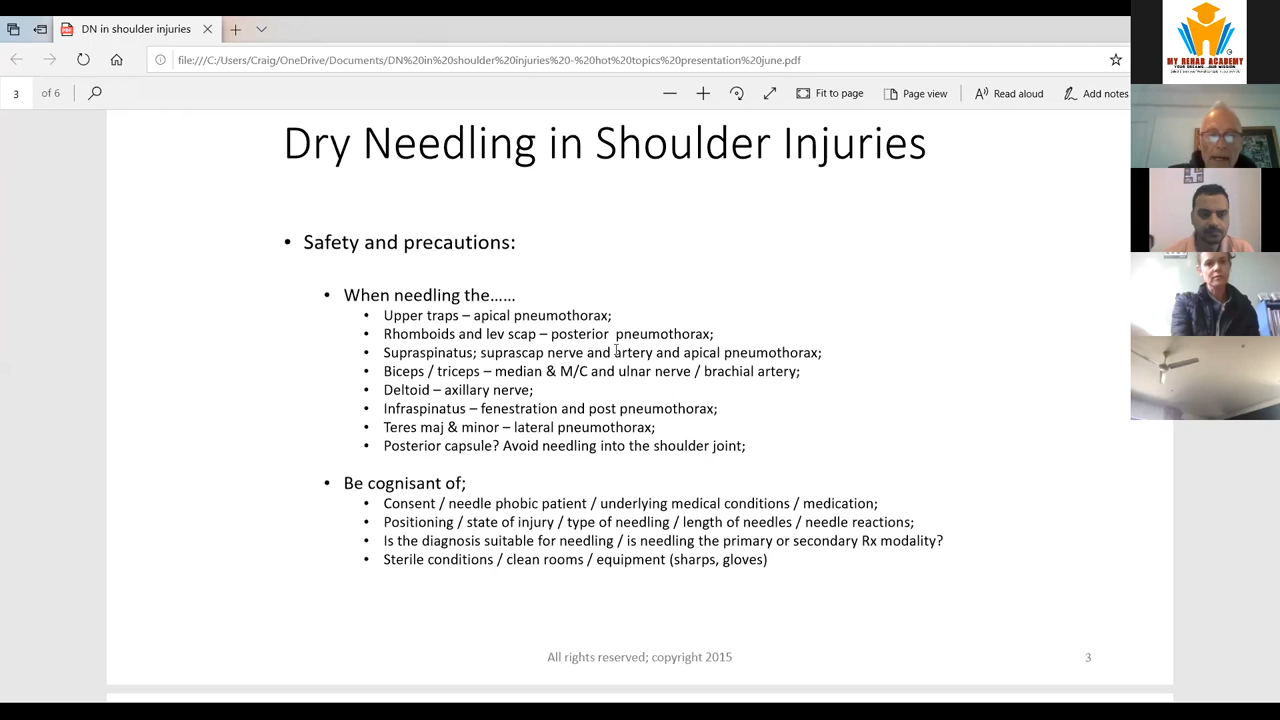 DN in shoulder injuries
file:///C:/Users/Craig/OneDrive/Documents/DN%20in%20shoulder%20injuries%20-%20hot%20topics%20presentation%20june.pdf
3 of 6
Fit to page
Page view
Read aloud
Add notes
MY REHAB ACADEMY
Dry Needling in Shoulder Injuries
• Safety and precautions:
• When needling the……
• Upper traps – apical pneumothorax;
• Rhomboids and lev scap – posterior  pneumothorax;
• Supraspinatus; suprascap nerve and artery and apical pneumothorax;
• Biceps / triceps – median & M/C and ulnar nerve / brachial artery;
• Deltoid – axillary nerve;
• Infraspinatus – fenestration and post pneumothorax;
• Teres maj & minor – lateral pneumothorax;
• Posterior capsule? Avoid needling into the shoulder joint;
• Be cognisant of;
• Consent / needle phobic patient / underlying medical conditions / medication;
• Positioning / state of injury / type of needling / length of needles / needle reactions;
• Is the diagnosis suitable for needling / is needling the primary or secondary Rx modality?
• Sterile conditions / clean rooms / equipment (sharps, gloves)
All rights reserved; copyright 2015
3